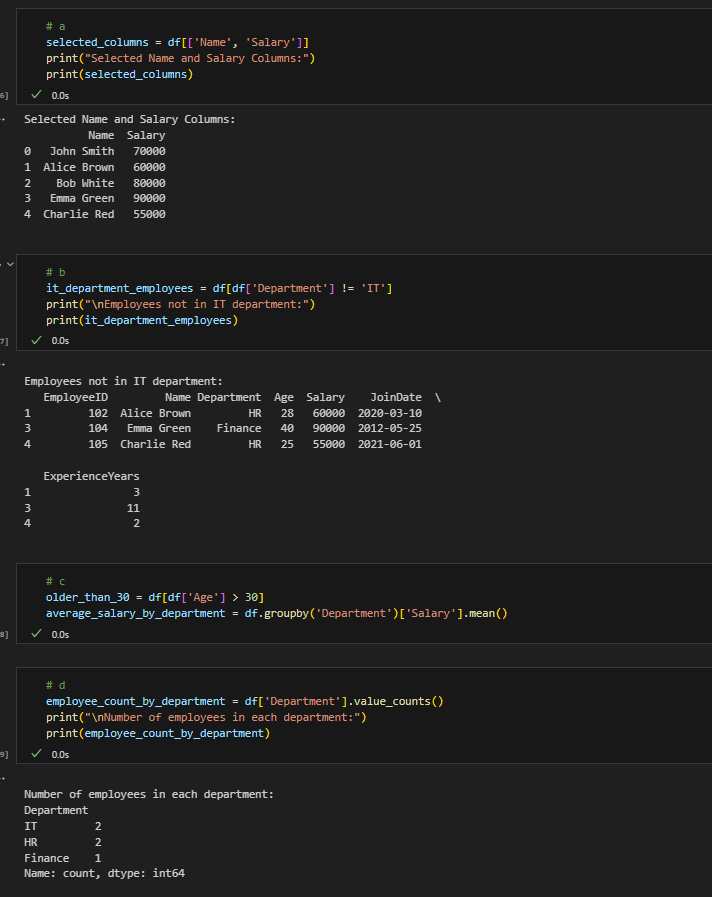 # a
selected_columns = df[['Name', 'Salary']]
print("Selected Name and Salary Columns:")
print(selected_columns)
6]
0.0s
Selected Name and Salary Columns:
Name Salary
0 John Smith 70000
1 Alice Brown 60000
2 Bob White 80000
3 Emma Green 90000
4 Charlie Red 55000
# b
it_department_employees = df[df['Department'] != 'IT']
print("\nEmployees not in IT department:")
print(it_department_employees)
7]
0.0s
Employees not in IT department:
EmployeeID Name Department Age Salary JoinDate \
1 102 Alice Brown HR 28 60000 2020-03-10
3 104 Emma Green Finance 40 90000 2012-05-25
4 105 Charlie Red HR 25 55000 2021-06-01
ExperienceYears
1 3
3 11
4 2
# c
older_than_30 = df[df['Age'] > 30]
average_salary_by_department = df.groupby('Department')['Salary'].mean()
8]
0.0s
# d
employee_count_by_department = df['Department'].value_counts()
print("\nNumber of employees in each department:")
print(employee_count_by_department)
9]
0.0s
Number of employees in each department:
Department
IT 2
HR 2
Finance 1
Name: count, dtype: int64